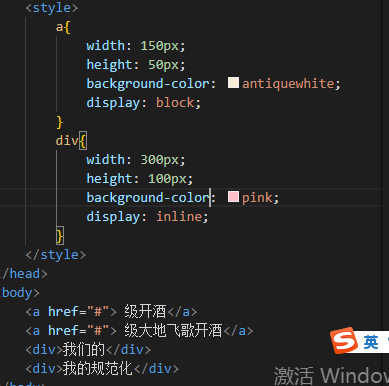 <style>
a{
width: 150px;
height: 50px;
background-color: antiquewhite;
display: block;
}
div{
width: 300px;
height: 100px;
background-color: pink;
display: inline;
}
</style>
</head>
<body>
<a href="#"> 级开酒</a>
<a href="#"> 级大地飞歌开酒</a>
<div>我们的</div>
<div>我的规范化</div>
S 英
激活 Window